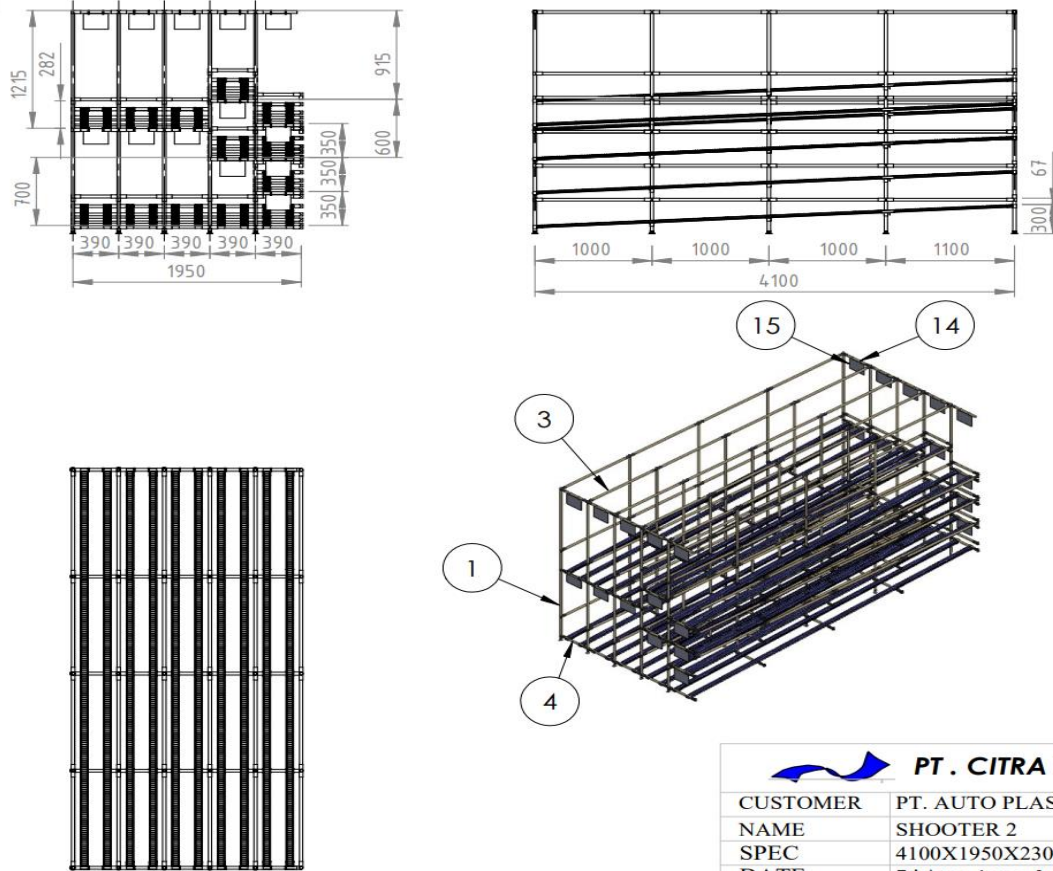 1215
282
700
915
600
350
350
350
390 390 390 390 390
1950
67
300
1000 1000 1000 1100
4100
15
14
3
1
4
PT . CITRA
CUSTOMER PT. AUTO PLAS
NAME SHOOTER 2
SPEC 4100X1950X230